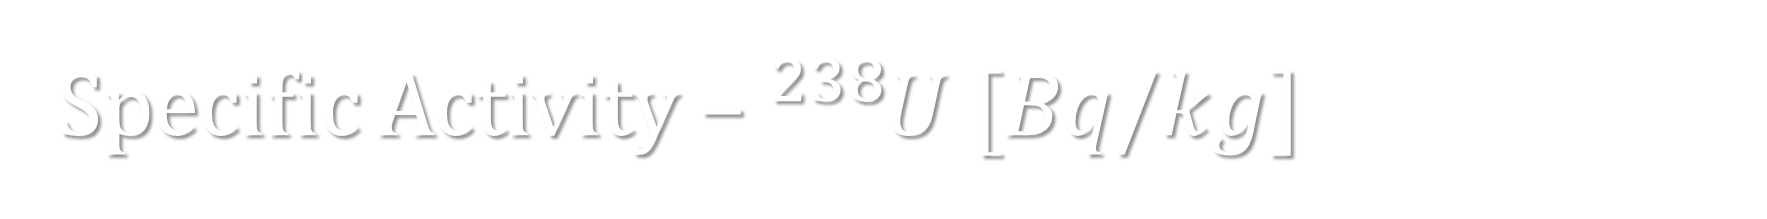 Specific Activity – ²³⁸U [Bq/kg]